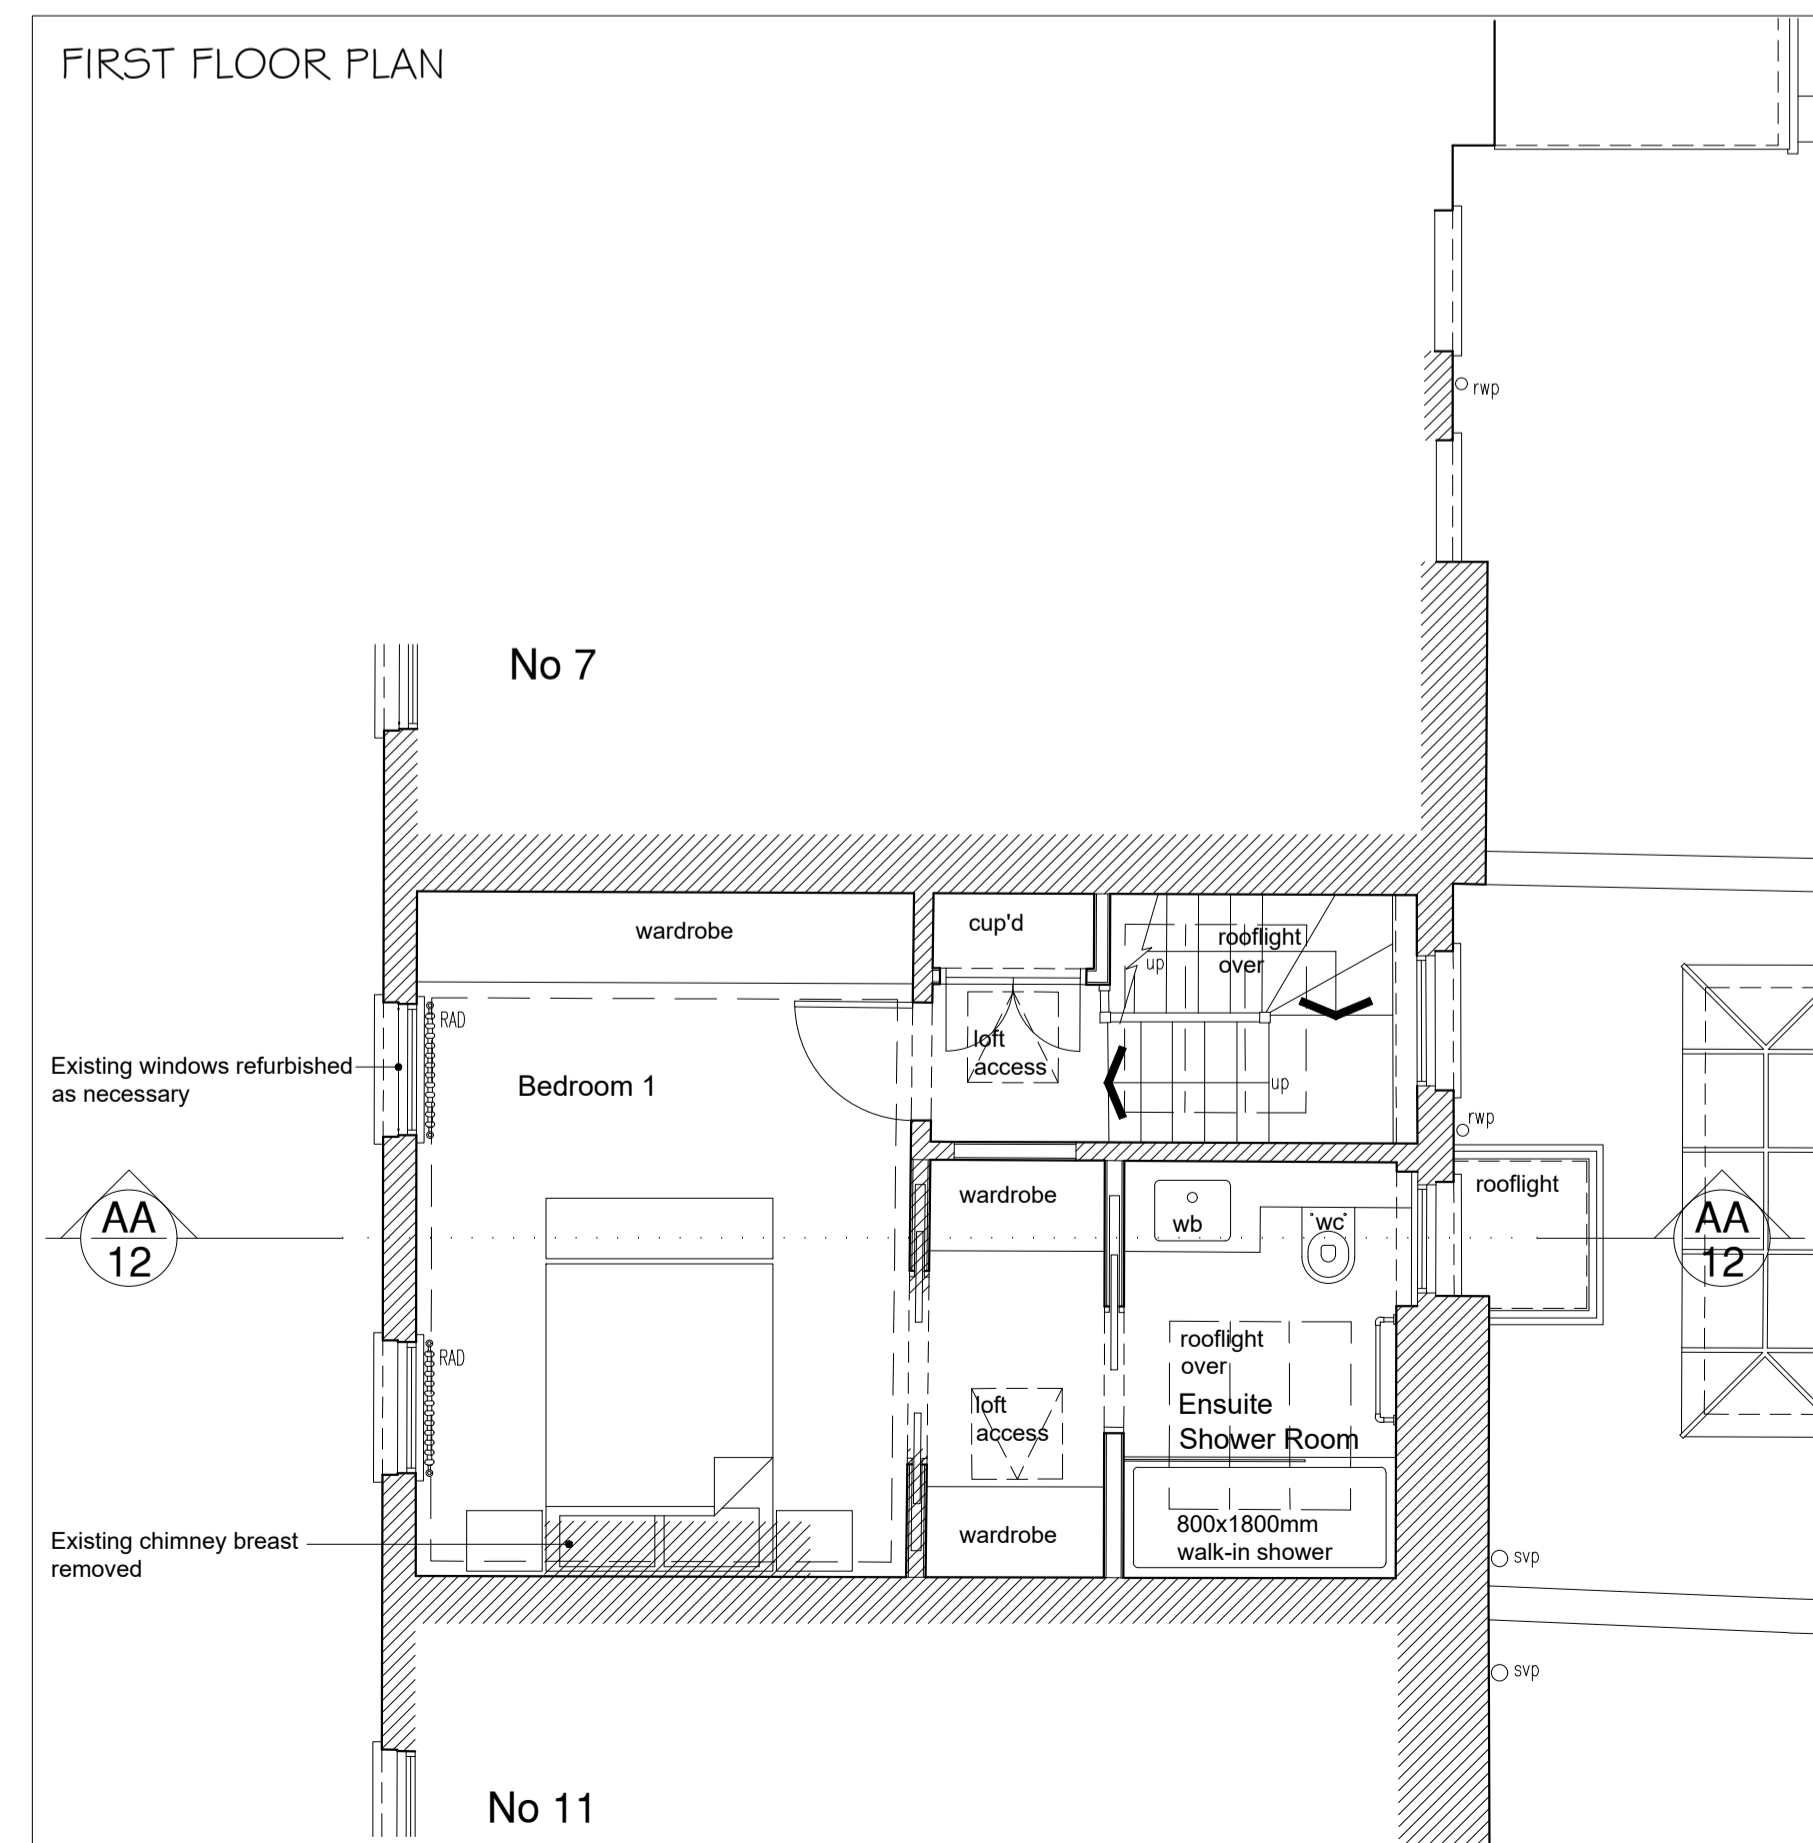 FIRST FLOOR PLAN
rwp
No 7
wardrobe
cup'd
rooflight
over
up
RAD
loft
access
Existing windows refurbished
as necessary
Bedroom 1
up
rwp
rooflight
wardrobe
wb
wc
AA
12
AA
12
RAD
rooflight
over
loft
access
Ensuite
Shower Room
Existing chimney breast
removed
wardrobe
800x1800mm
walk-in shower
svp
svp
No 11